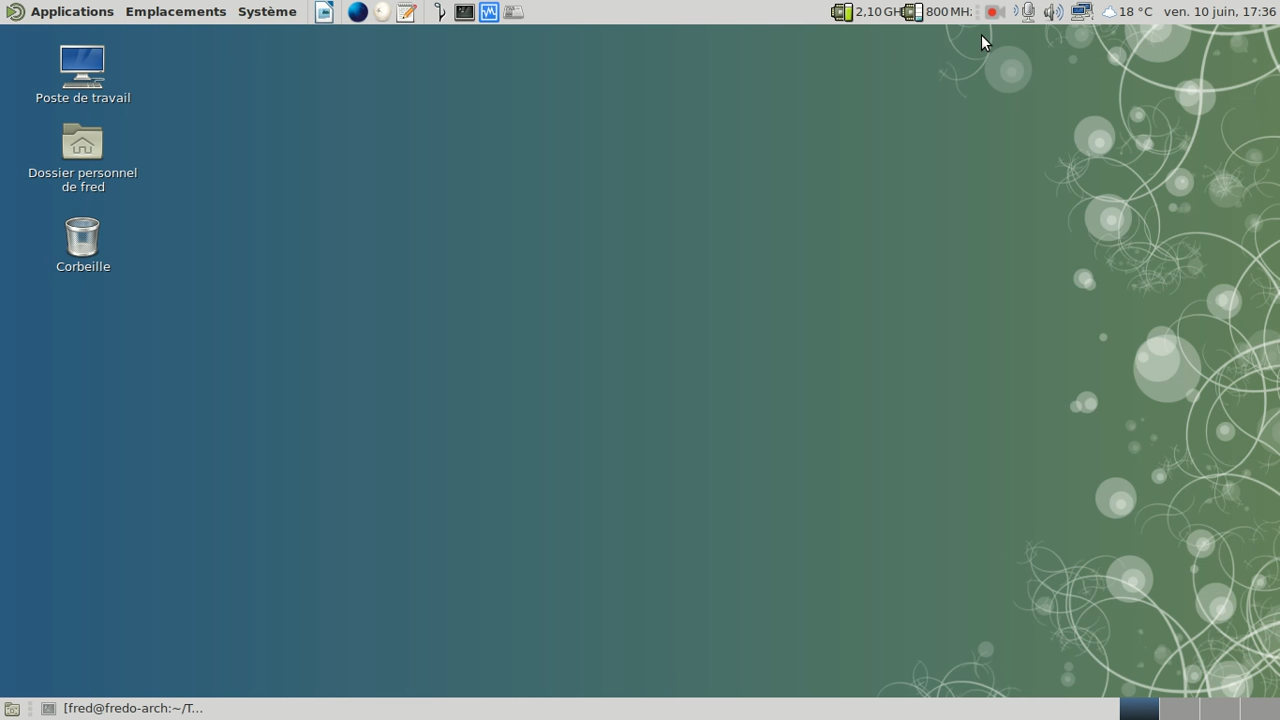 Applications Emplacements Système 2,10 GH 800 MHz 18 °C ven. 10 juin, 17:36
Poste de travail
Dossier personnel
de fred
Corbeille
[fred@fredo-arch:~/T...